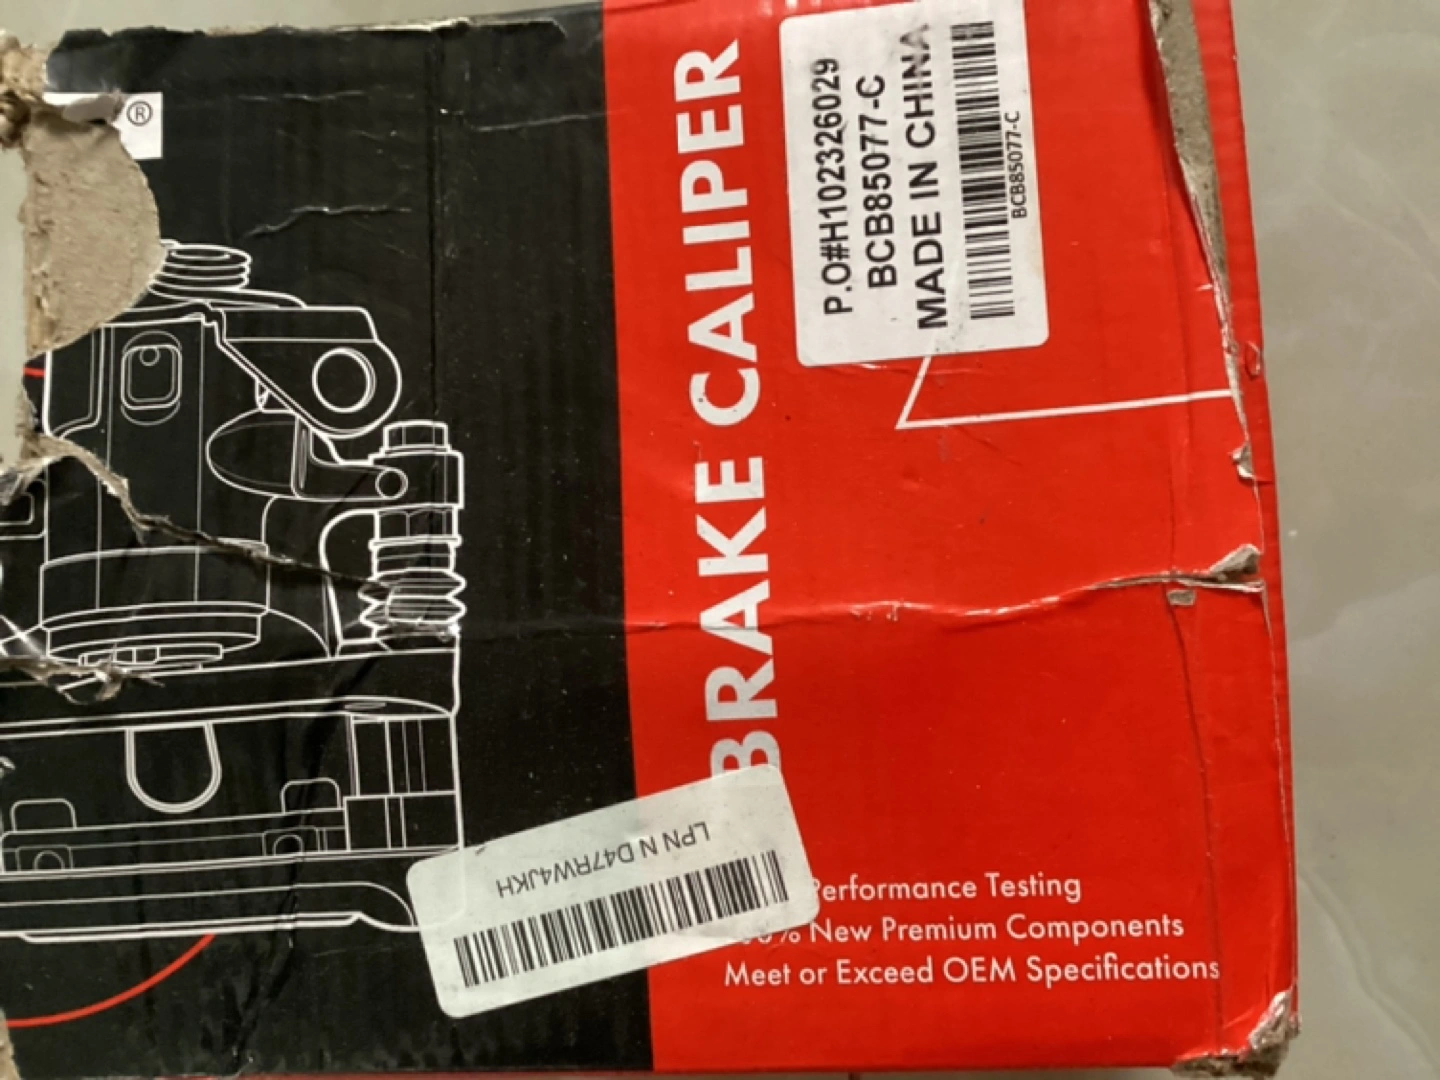 ®
BRAKE CALIPER
P.O#H102326029
BCB85077-C
MADE IN CHINA
BCB85077-C
LPN N D47RW4JKH
Performance Testing
New Premium Components
Meet or Exceed OEM Specifications